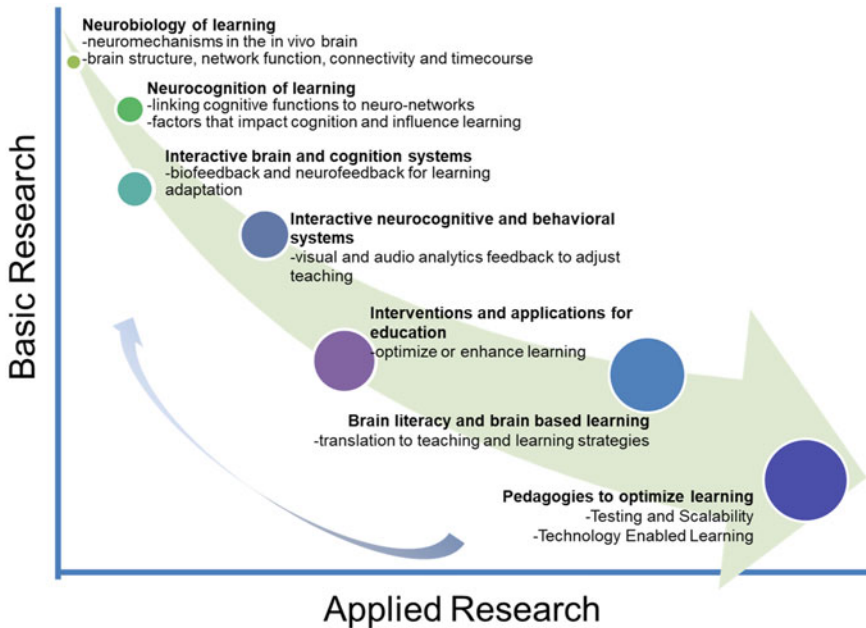 Neurobiology of learning
-neuromechanisms in the in vivo brain
-brain structure, network function, connectivity and timecourse
Neurocognition of learning
-linking cognitive functions to neuro-networks
-factors that impact cognition and influence learning
Interactive brain and cognition systems
-biofeedback and neurofeedback for learning
adaptation
Interactive neurocognitive and behavioral
systems
-visual and audio analytics feedback to adjust
teaching
Interventions and applications for
education
-optimize or enhance learning
Brain literacy and brain based learning
-translation to teaching and learning strategies
Pedagogies to optimize learning
-Testing and Scalability
-Technology Enabled Learning
Basic Research
Applied Research